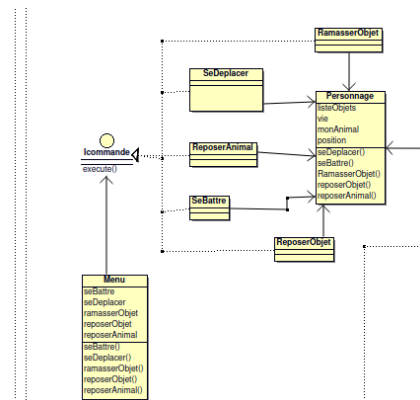 RamasserObjet
SeDeplacer
Personnage
listeObjets
vie
monAnimal
position
seDeplacer()
seBattre()
RamasserObjet()
reposerObjet()
reposerAnimal()
Icommande
execute()
ReposerAnimal
SeBattre
ReposerObjet
Menu
seBattre
seDeplacer
ramasserObjet
reposerObjet
reposerAnimal
seBattre()
seDeplacer()
ramasserObjet()
reposerObjet()
reposerAnimal()